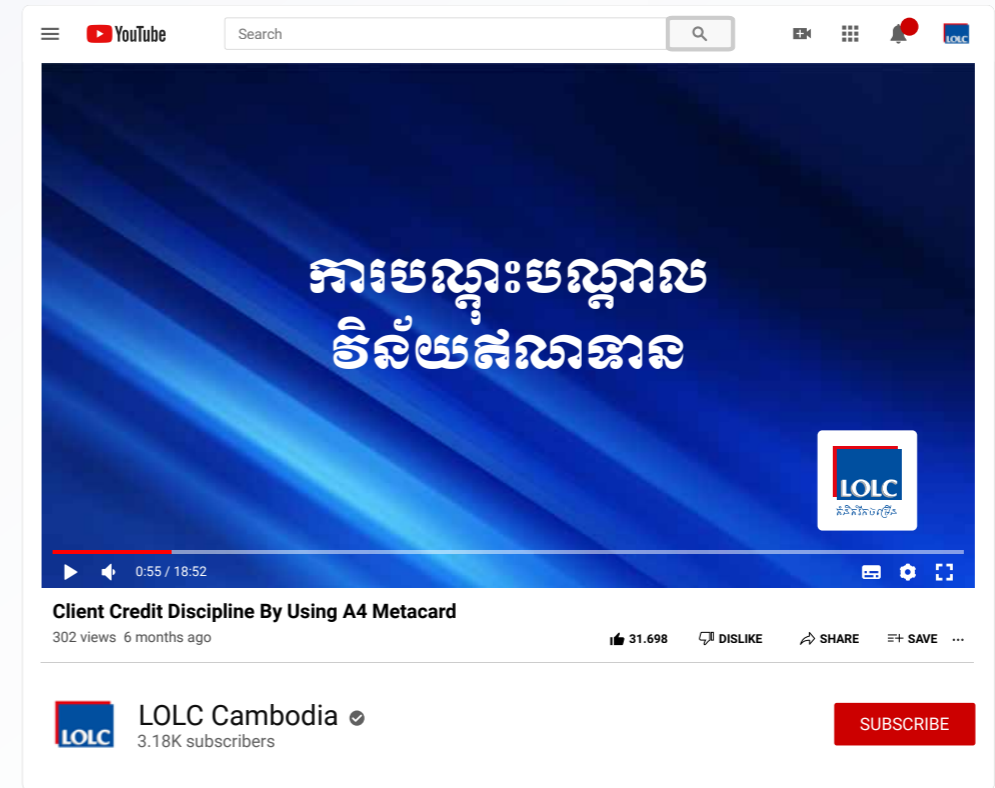 YouTube
Search
LOLC
ការបណ្តុះបណ្តាល
វិន័យឥណទាន
LOLC
0:55 / 18:52
Client Credit Discipline By Using A4 Metacard
302 views 6 months ago
31.698
DISLIKE
SHARE
SAVE
LOLC
LOLC Cambodia
3.18K subscribers
SUBSCRIBE